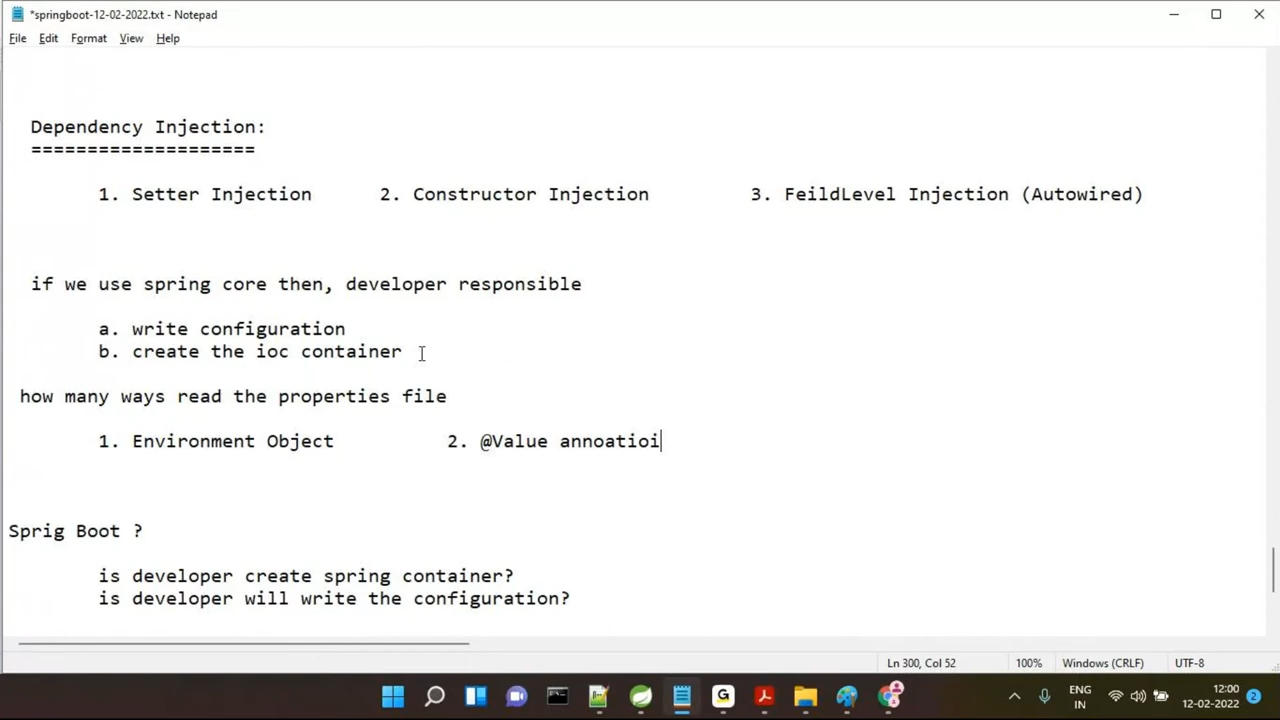 *springboot-12-02-2022.txt - Notepad
File Edit Format View Help
Dependency Injection:
====================
1. Setter Injection 2. Constructor Injection 3. FeildLevel Injection (Autowired)
if we use spring core then, developer responsible
a. write configuration
b. create the ioc container
how many ways read the properties file
1. Environment Object 2. @Value annoatioi
Sprig Boot ?
is developer create spring container?
is developer will write the configuration?
Ln 300, Col 52 100% Windows (CRLF) UTF-8
ENG
IN
12:00
12-02-2022
2